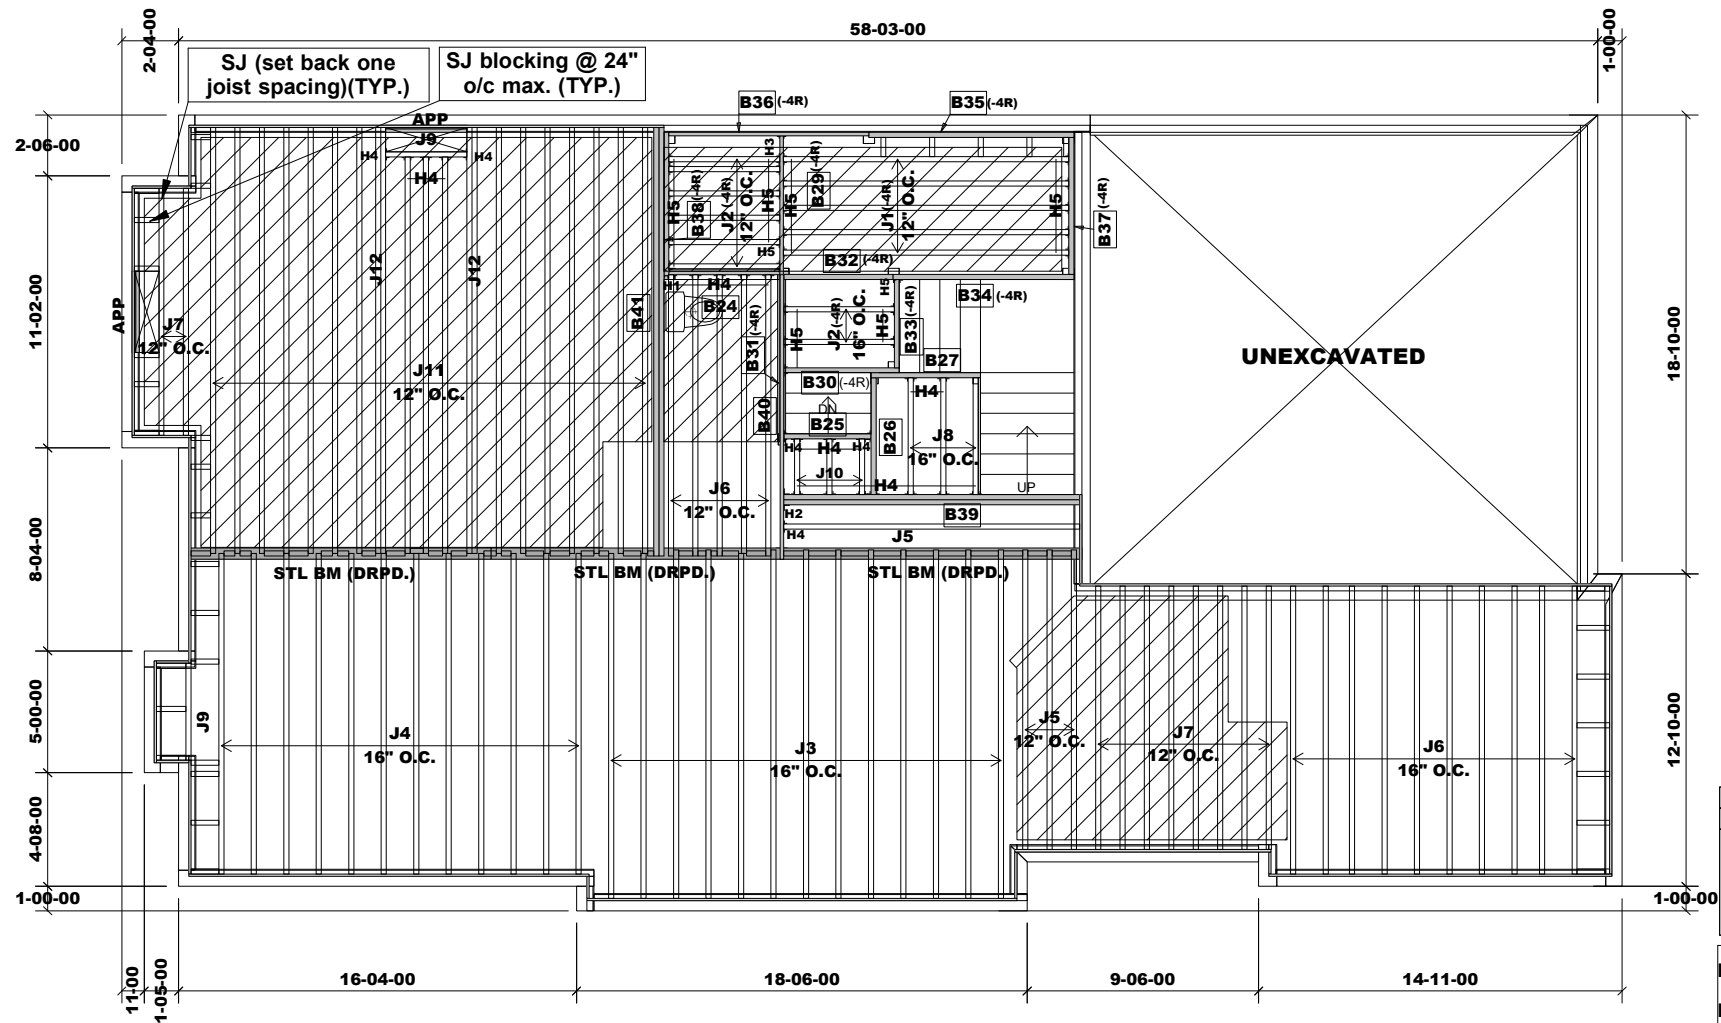 2-04-00
58-03-00
1-00-00
SJ (set back one
joist spacing)(TYP.)
SJ blocking @ 24"
o/c max. (TYP.)
B36 (-4R)
B35 (-4R)
APP
J9
2-06-00
H4
H4
H4
H3
H5
B38 (-4R)
J2 (-4R)
12" O.C.
H5
H5
H5
B29 (-4R)
J1 (-4R)
12" O.C.
H5
B37 (-4R)
B32 (-4R)
J12
J12
11-02-00
APP
J7
12" O.C.
B41
H1
H4
B24
B31 (-4R)
H5
J2 (-4R)
16" O.C.
H5
H5
B33 (-4R)
B34 (-4R)
B27
UNEXCAVATED
18-10-00
J11
12" O.C.
B40
B30 (-4R)
DN
B25
H4
B26
J8
16" O.C.
H4
H4
H4
J10
H4
UP
J6
12" O.C.
H2
B39
H4
J5
8-04-00
STL BM (DRPD.)
STL BM (DRPD.)
STL BM (DRPD.)
5-00-00
J9
J4
16" O.C.
J3
16" O.C.
J5
12" O.C.
J7
12" O.C.
J6
16" O.C.
12-10-00
4-08-00
1-00-00
1-00-00
11-00
1-05-00
16-04-00
18-06-00
9-06-00
14-11-00